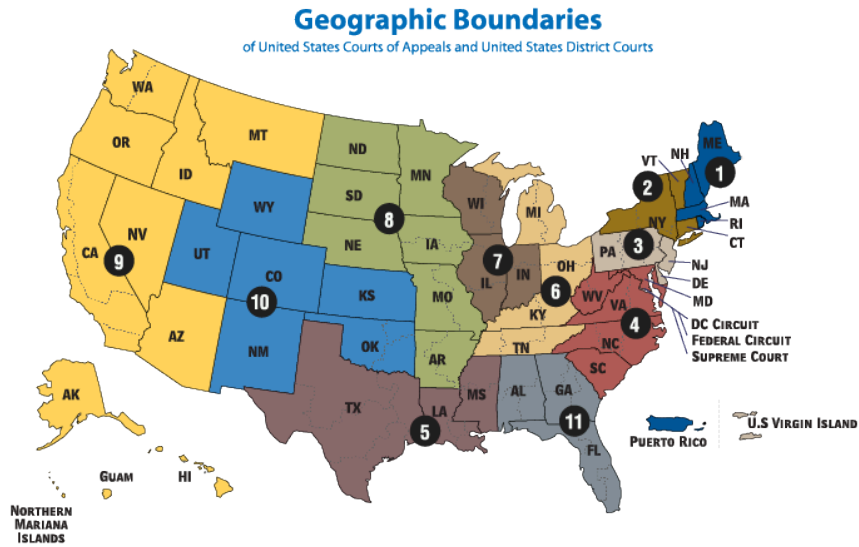 Geographic Boundaries
of United States Courts of Appeals and United States District Courts
WA
OR
MT
ID
ND
MN
SD
WY
NE
IA
WI
MI
VT
NH
ME
1
2
MA
RI
CT
NY
8
3
PA
NJ
DE
MD
DC CIRCUIT
FEDERAL CIRCUIT
SUPREME COURT
NV
CA
9
UT
CO
10
KS
MO
7
IL
IN
OH
6
KY
WV
VA
4
NC
AZ
NM
OK
AR
TN
SC
AK
TX
LA
5
MS
AL
GA
11
FL
PUERTO RICO
U.S VIRGIN ISLAND
HI
GUAM
NORTHERN
MARIANA
ISLANDS